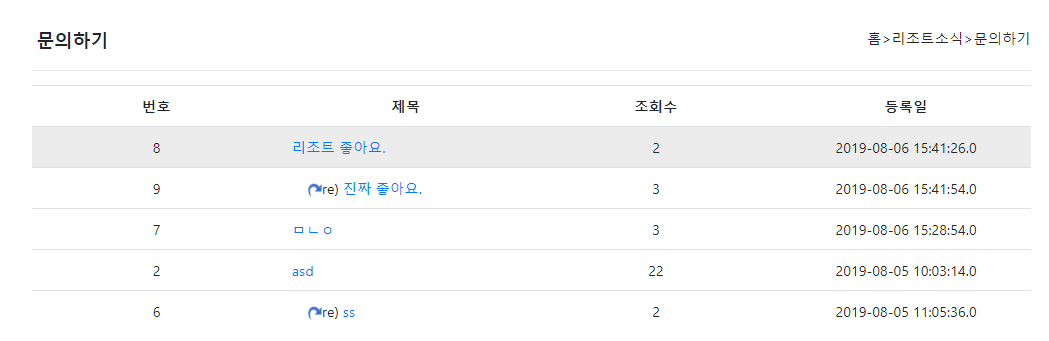 문의하기 홈>리조트소식>문의하기
번호 제목 조회수 등록일
8 리조트 좋아요. 2 2019-08-06 15:41:26.0
9 re) 진짜 좋아요. 3 2019-08-06 15:41:54.0
7 ㅁㄴㅇ 3 2019-08-06 15:28:54.0
2 asd 22 2019-08-05 10:03:14.0
6 re) ss 2 2019-08-05 11:05:36.0